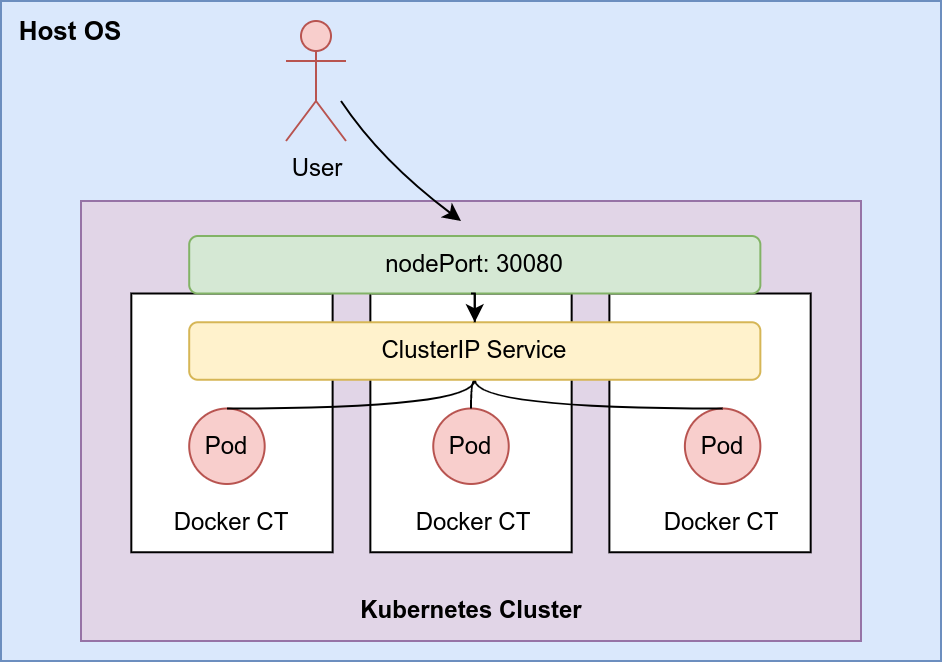 Host OS
User
nodePort: 30080
ClusterIP Service
Pod
Pod
Pod
Docker CT
Docker CT
Docker CT
Kubernetes Cluster